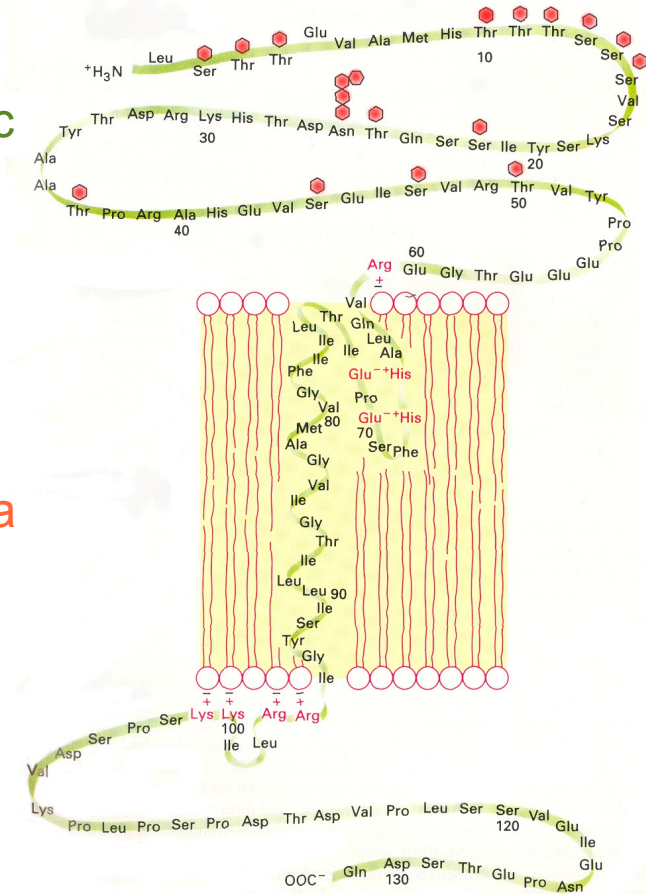 +H3N Leu Ser Thr Thr Glu Val Ala Met His Thr Thr Thr Ser Ser Ser Val Ser
10
C Ala Ala Tyr Thr Asp Arg Lys His Thr Asp Asn Thr Gln Ser Ser Ile Tyr Ser Lys
30
20
Thr Pro Arg Ala His Glu Val Ser Glu Ile Ser Val Arg Thr Val Tyr Pro Pro
40
50
Arg Glu Gly Thr Glu Glu Glu
60
+
−
Val
Thr Gln
Leu Leu
Ile Ile Ala
Ile
Phe Glu−+His
Gly Pro
Val
80 Glu−+His
Met 70
Ala Ser Phe
Gly
Val
Ile
a
Gly
Thr
Ile
Leu
Leu 90
Ile
Ser
Tyr
Gly
Ile
− − − −
+ + + +
Lys Lys Arg Arg
100
Ile Leu
Val Asp Ser Pro Ser
Lys Pro Leu Pro Ser Pro Asp Thr Asp Val Pro Leu Ser Ser Val Glu Ile
120
Glu
OOC− Gln Asp Ser Thr Glu Pro Asn
130